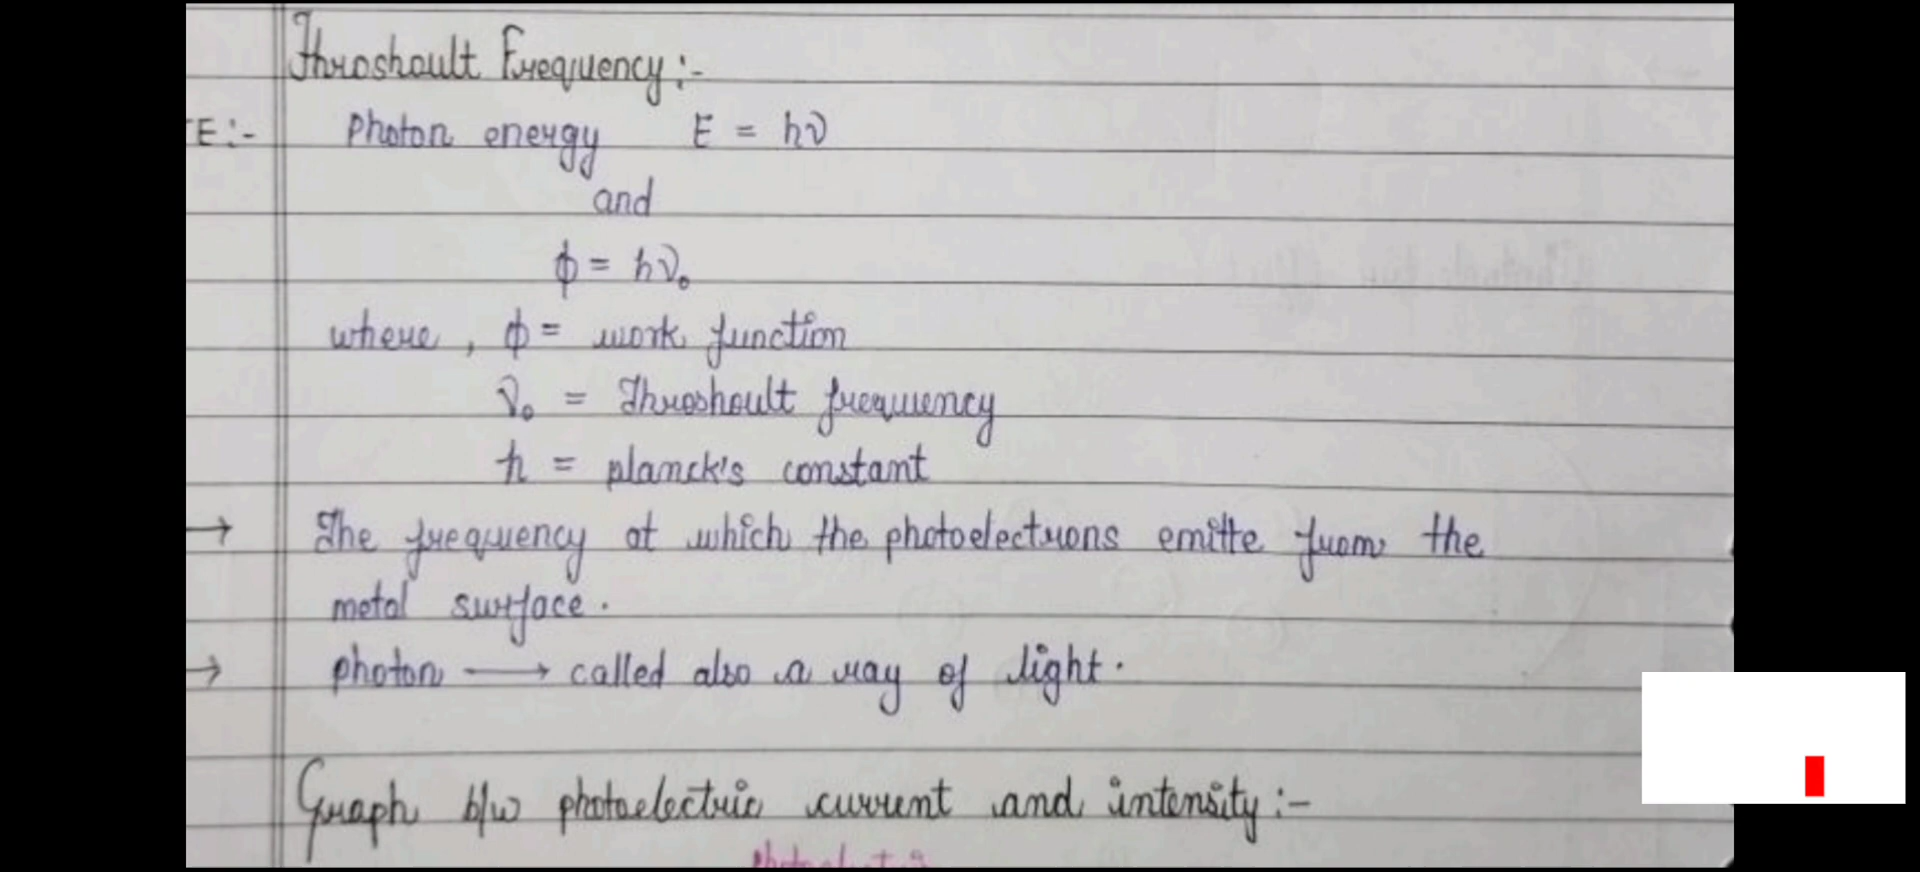 Throshoult Frequency:-
E:- Photon energy E = hν
and
ϕ = hν₀
where, ϕ = work function
ν₀ = Throshoult frequency
h = planck's constant
→ The frequency at which the photoelectrons emitte from the
metal surface.
→ photon → called also a ray of light.
Graph b/w photoelectric current and intensity:-